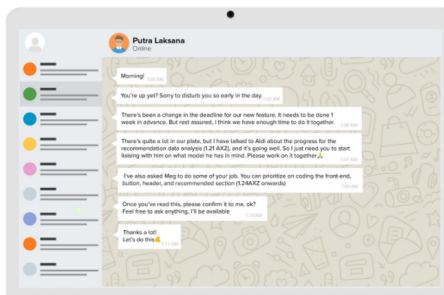 Putra Laksana
Online
Morning!
You're up yet? Sorry to disturb you so early in the day.
There's been a change in the deadline for our new feature. It needs to be done 1
week in advance. But rest assured, I think we have enough time to do it together.
There's quite a lot in our plats, but I have talked to Aldi about the progress for the
recommendation data analysis (1.21 AXZ), and it's going well. So I just need you to start
liaising with him on what model he has in mind. Please work on it together🙏
I've also asked Meg to do some of your job. You can prioritize on coding the front-end,
button, header, and recommended section (1.24AXZ onwards)
Once you've read this, please confirm it to me, ok?
Feel free to ask anything, I'll be available
Thanks a lot!
Let's do this💪